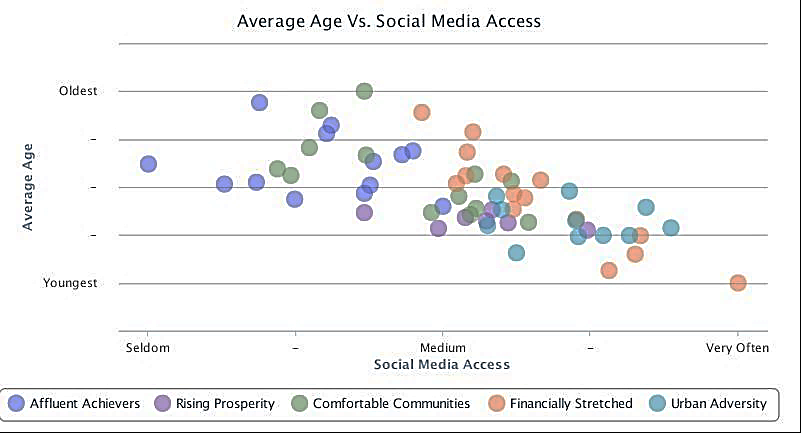 Average Age Vs. Social Media Access
Oldest
–
–
–
Youngest
Average Age
Seldom – Medium – Very Often
Social Media Access
Affluent Achievers Rising Prosperity Comfortable Communities Financially Stretched Urban Adversity